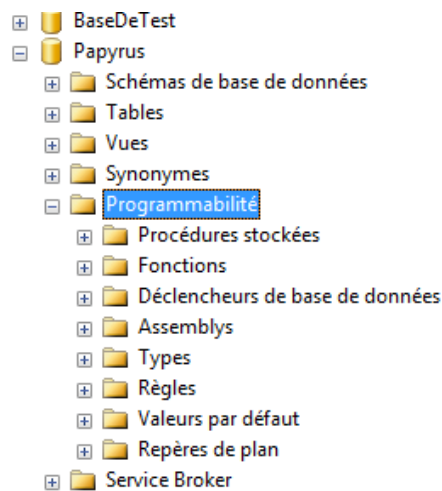 BaseDeTest
Papyrus
Schémas de base de données
Tables
Vues
Synonymes
Programmabilité
Procédures stockées
Fonctions
Déclencheurs de base de données
Assemblys
Types
Règles
Valeurs par défaut
Repères de plan
Service Broker